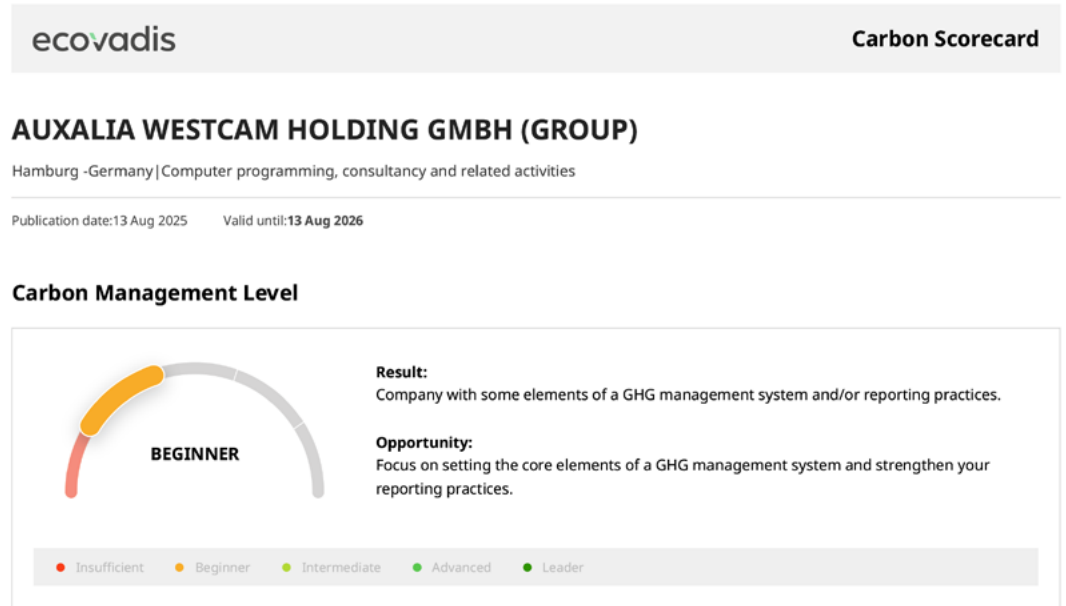 ecovadis
Carbon Scorecard
AUXALIA WESTCAM HOLDING GMBH (GROUP)
Hamburg -Germany|Computer programming, consultancy and related activities
Publication date:13 Aug 2025 Valid until:13 Aug 2026
Carbon Management Level
BEGINNER
Result:
Company with some elements of a GHG management system and/or reporting practices.
Opportunity:
Focus on setting the core elements of a GHG management system and strengthen your
reporting practices.
Insufficient Beginner Intermediate Advanced Leader